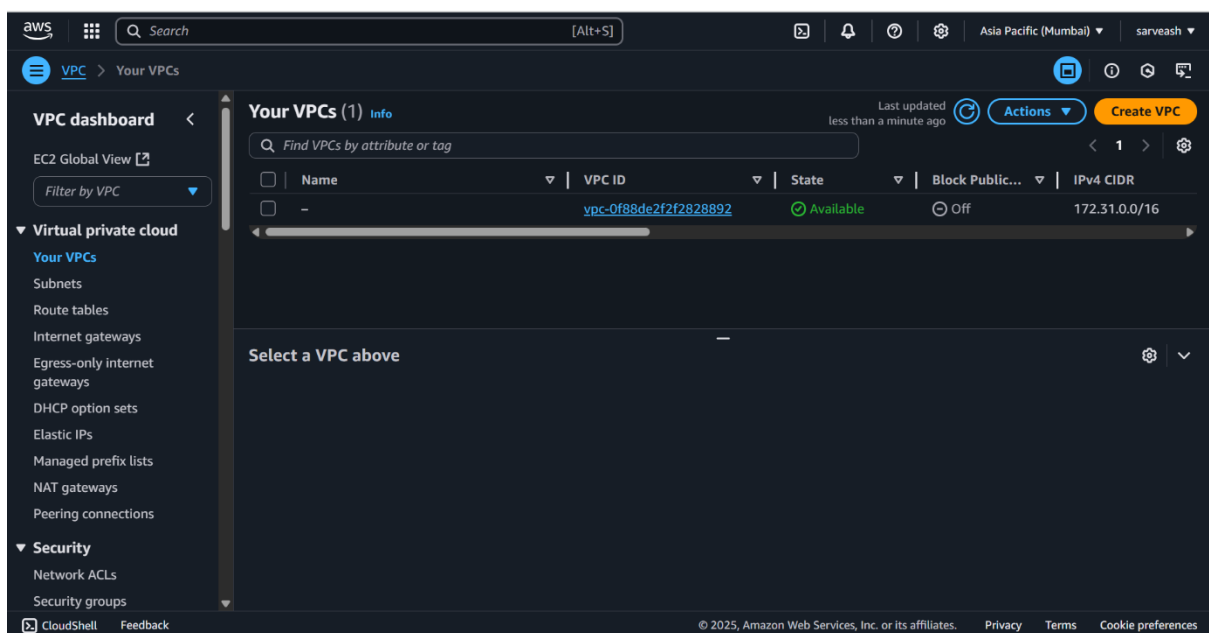 aws
Search [Alt+S]
Asia Pacific (Mumbai) ▼
sarveash ▼
VPC > Your VPCs
VPC dashboard
EC2 Global View
Filter by VPC
Virtual private cloud
Your VPCs
Subnets
Route tables
Internet gateways
Egress-only internet
gateways
DHCP option sets
Elastic IPs
Managed prefix lists
NAT gateways
Peering connections
Security
Network ACLs
Security groups
Your VPCs (1) Info
Last updated
less than a minute ago
Actions ▼
Create VPC
Find VPCs by attribute or tag
< 1 >
Name VPC ID State Block Public... IPv4 CIDR
– vpc-0f88de2f2f2828892 Available Off 172.31.0.0/16
Select a VPC above
CloudShell Feedback
© 2025, Amazon Web Services, Inc. or its affiliates. Privacy Terms Cookie preferences